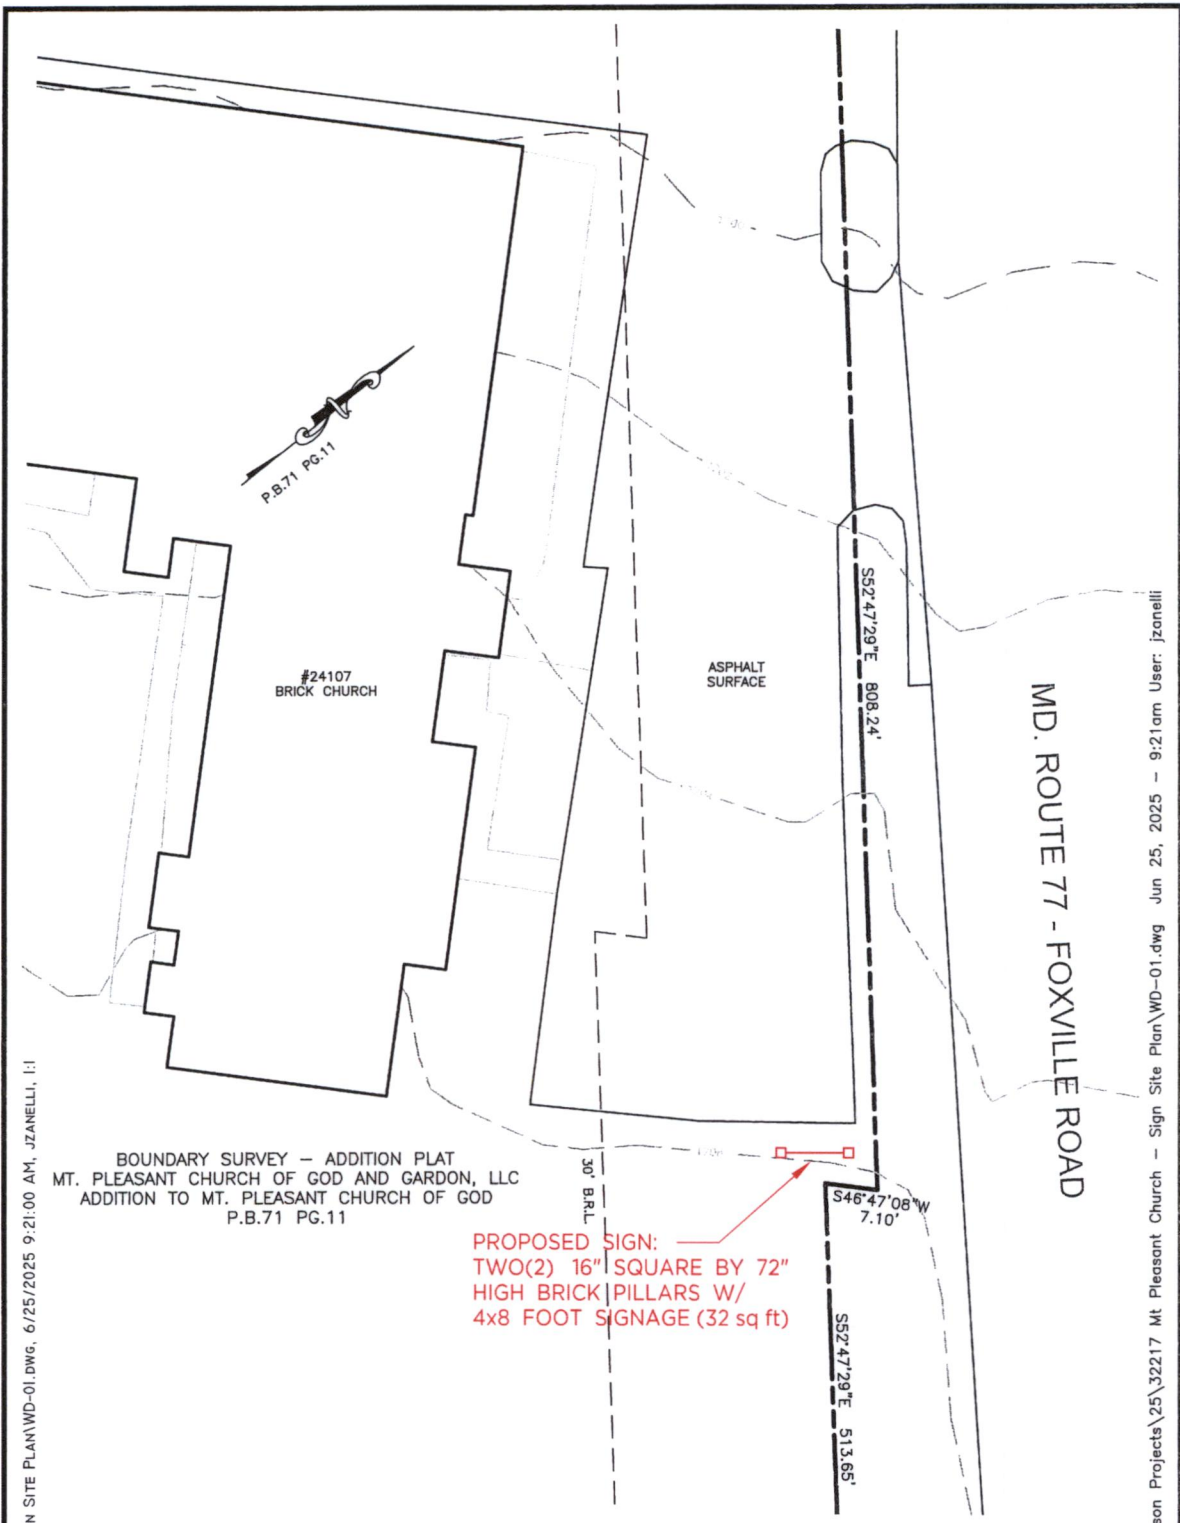 P.B.71 PG.11
#24107
BRICK CHURCH
ASPHALT
SURFACE
S52°47'29"E 808.24'
MD. ROUTE 77 - FOXVILLE ROAD
BOUNDARY SURVEY – ADDITION PLAT
MT. PLEASANT CHURCH OF GOD AND GARDON, LLC
ADDITION TO MT. PLEASANT CHURCH OF GOD
P.B.71 PG.11
30' B.R.L
S46°47'08"W
7.10'
PROPOSED SIGN:
TWO(2) 16" SQUARE BY 72"
HIGH BRICK PILLARS W/
4x8 FOOT SIGNAGE (32 sq ft)
S52°47'29"E 513.65'
N SITE PLAN\WD-01.DWG, 6/25/2025 9:21:00 AM, JZANELLI, 1:1
son Projects\25\32217 Mt Pleasant Church – Sign Site Plan\WD-01.dwg Jun 25, 2025 – 9:21am User: jzanelli